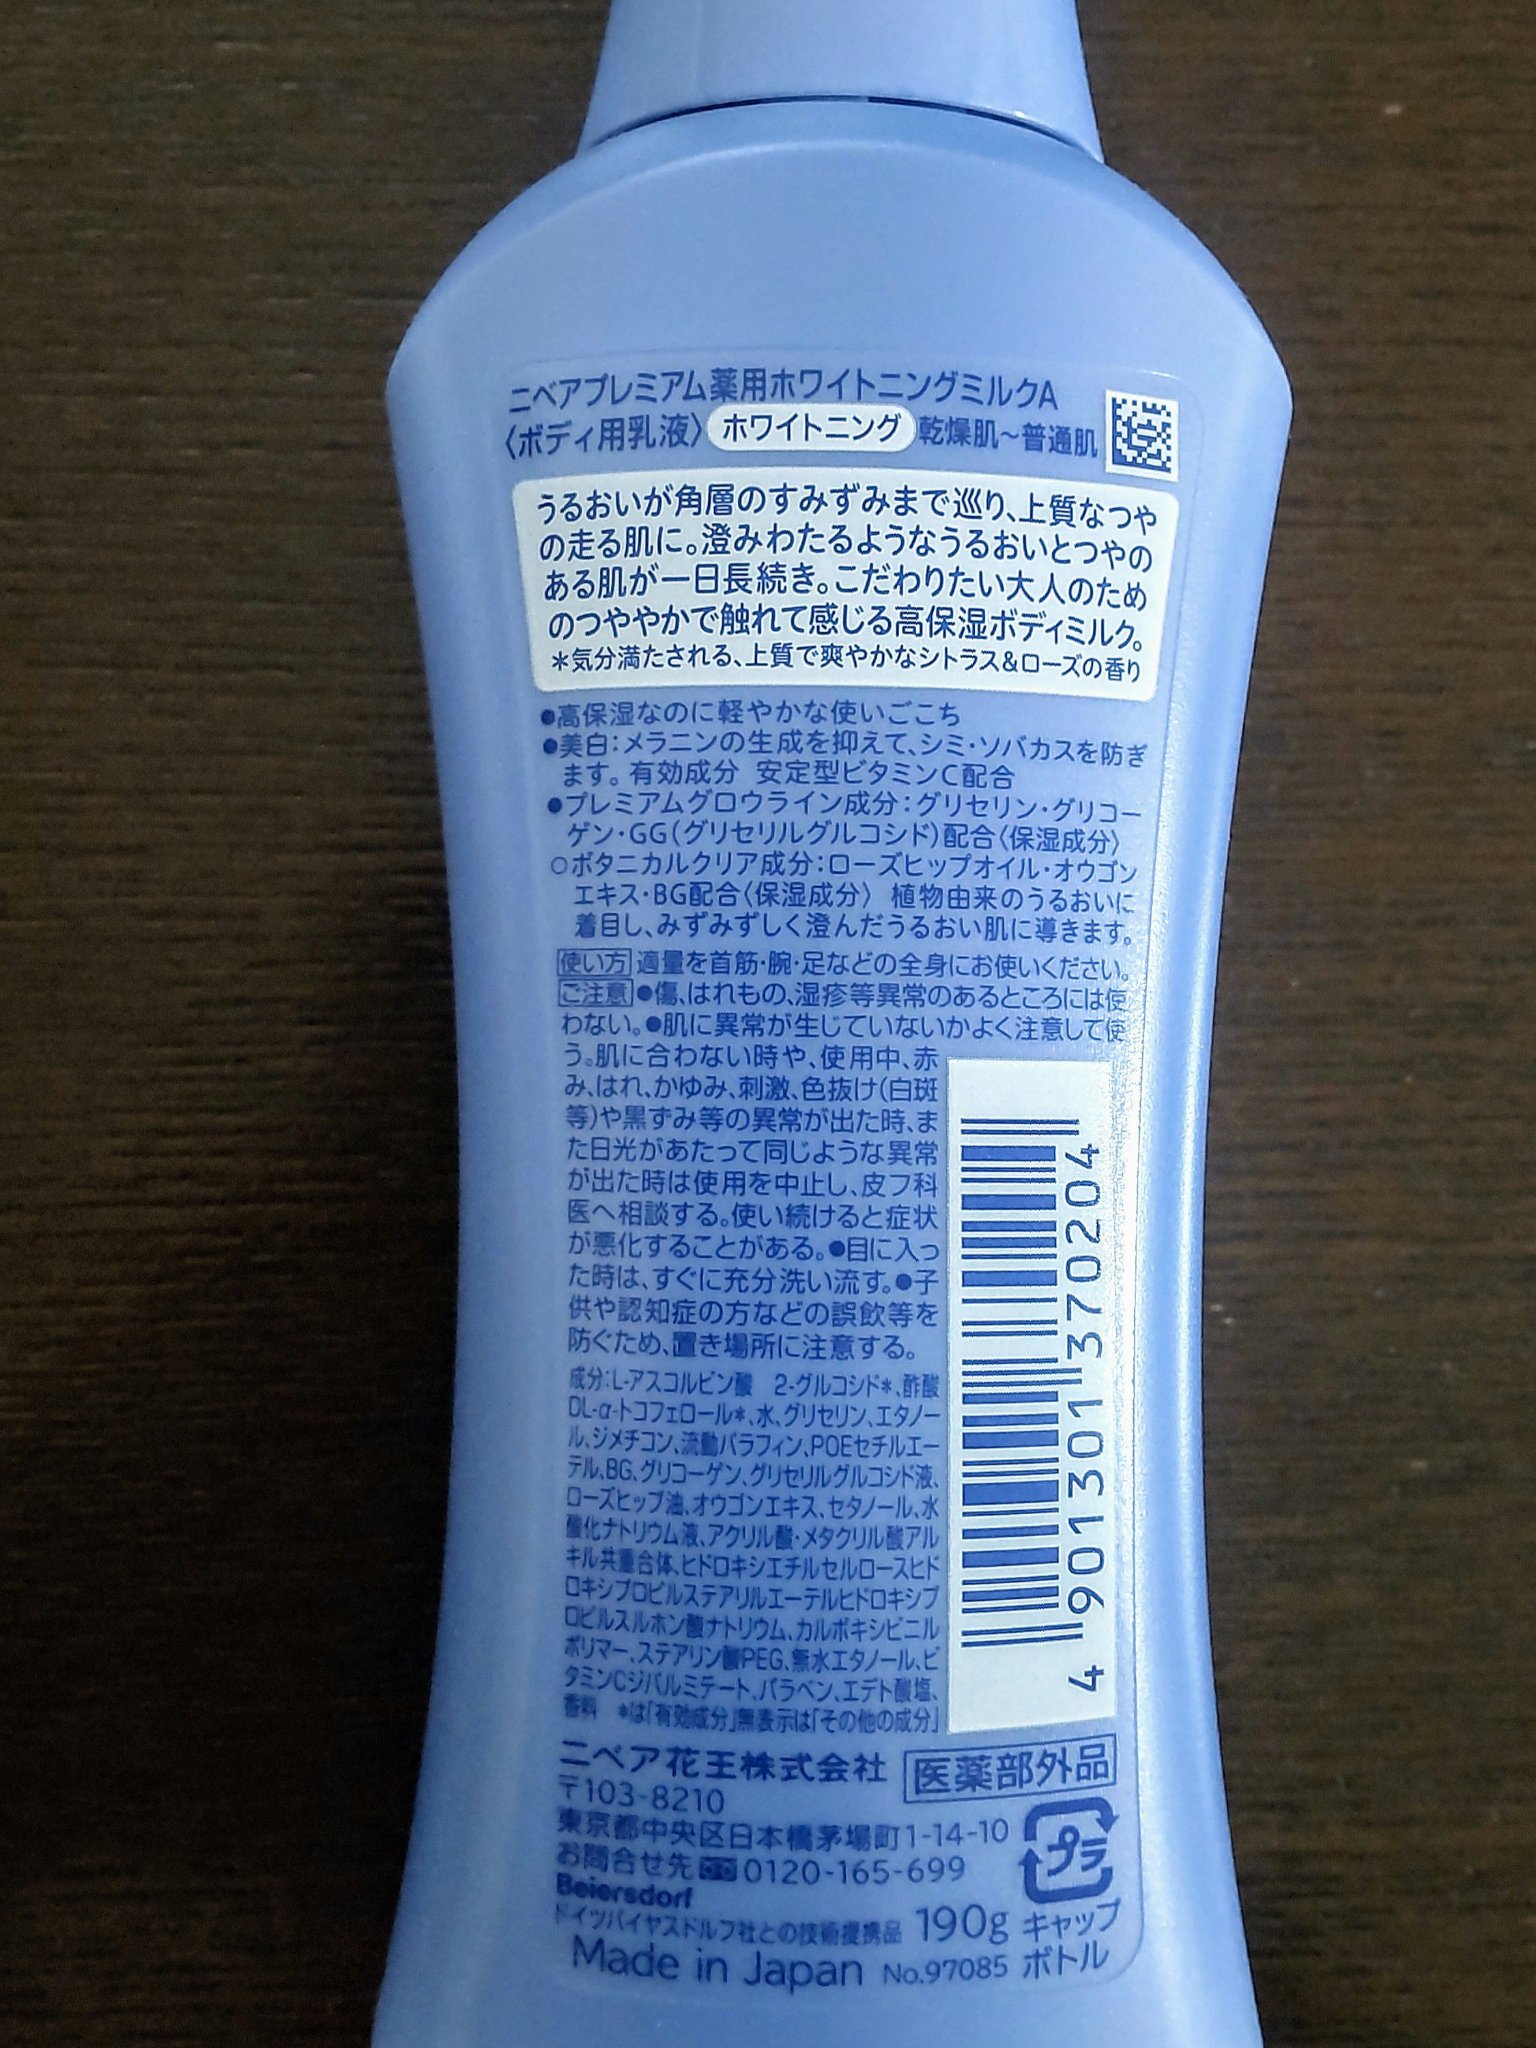 ニベアプレミアム薬用ホワイトニングミルクA
〈ボディ用乳液〉 ホワイトニング 乾燥肌～普通肌
うるおいが角層のすみずみまで巡り、上質なつや
の走る肌に。澄みわたるようなうるおいとつやの
ある肌が一日長続き。こだわりたい大人のため
のつややかで触れて感じる高保湿ボディミルク。
＊気分満たされる、上質で爽やかなシトラス&ローズの香り
●高保湿なのに軽やかな使いごこち
●美白：メラニンの生成を抑えて、シミ・ソバカスを防ぎ
ます。有効成分 安定型ビタミンC配合
●プレミアムグロウライン成分：グリセリン・グリコー
ゲン・GG(グリセリルグルコシド)配合〈保湿成分〉
○ボタニカルクリア成分：ローズヒップオイル・オウゴン
エキス・BG配合〈保湿成分〉 植物由来のうるおいに
着目し、みずみずしく澄んだうるおい肌に導きます。
使い方 適量を首筋・腕・足などの全身にお使いください。
ご注意 ●傷、はれもの、湿疹等異常のあるところには使
わない。●肌に異常が生じていないかよく注意して使
う。肌に合わない時や、使用中、赤
み、はれ、かゆみ、刺激、色抜け(白斑
等)や黒ずみ等の異常が出た時、ま
た日光があたって同じような異常
が出た時は使用を中止し、皮フ科
医へ相談する。使い続けると症状
が悪化することがある。●目に入っ
た時は、すぐに充分洗い流す。●子
供や認知症の方などの誤飲等を
防ぐため、置き場所に注意する。
成分：L-アスコルビン酸 2-グルコシド＊、酢酸
DL-α-トコフェロール＊、水、グリセリン、エタノー
ル、ジメチコン、流動パラフィン、POEセチルエー
テル、BG、グリコーゲン、グリセリルグルコシド液、
ローズヒップ油、オウゴンエキス、セタノール、水
酸化ナトリウム液、アクリル酸・メタクリル酸アル
キル共重合体、ヒドロキシエチルセルロースヒド
ロキシプロピルステアリルエーテルヒドロキシプ
ロピルスルホン酸ナトリウム、カルボキシビニル
ポリマー、ステアリン酸PEG、無水エタノール、ビ
タミンCジパルミテート、パラベン、エデト酸塩、
香料 ＊は「有効成分」無表示は「その他の成分」
4 901301 370204
ニベア花王株式会社 医薬部外品
〒103-8210
東京都中央区日本橋茅場町1-14-10
お問合せ先 0120-165-699
プラ
Beiersdorf
ドイツバイヤスドルフ社との技術提携品 190g キャップ
Made in Japan No.97085 ボトル